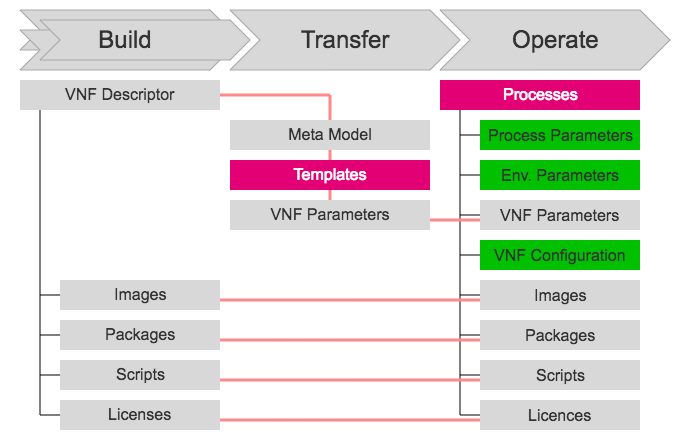 Build
Transfer
Operate
VNF Descriptor
Processes
Meta Model
Process Parameters
Templates
Env. Parameters
VNF Parameters
VNF Parameters
VNF Configuration
Images
Images
Packages
Packages
Scripts
Scripts
Licenses
Licences